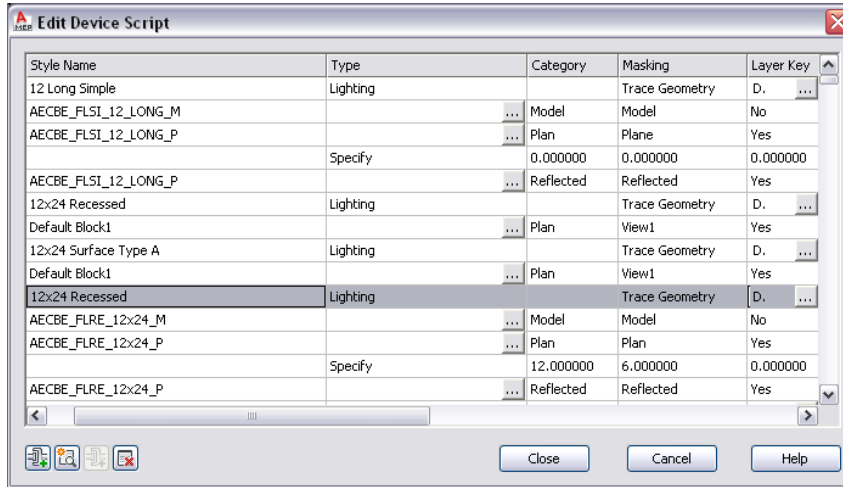 MEP Edit Device Script
Style Name Type Category Masking Layer Key
12 Long Simple Lighting Trace Geometry D. ...
AECBE_FLSI_12_LONG_M ... Model Model No
AECBE_FLSI_12_LONG_P ... Plan Plane Yes
Specify 0.000000 0.000000 0.000000
AECBE_FLSI_12_LONG_P ... Reflected Reflected Yes
12x24 Recessed Lighting Trace Geometry D. ...
Default Block1 ... Plan View1 Yes
12x24 Surface Type A Lighting Trace Geometry D. ...
Default Block1 ... Plan View1 Yes
12x24 Recessed Lighting Trace Geometry D. ...
AECBE_FLRE_12x24_M ... Model Model No
AECBE_FLRE_12x24_P ... Plan Plan Yes
Specify 12.000000 6.000000 0.000000
AECBE_FLRE_12x24_P ... Reflected Reflected Yes
Close Cancel Help